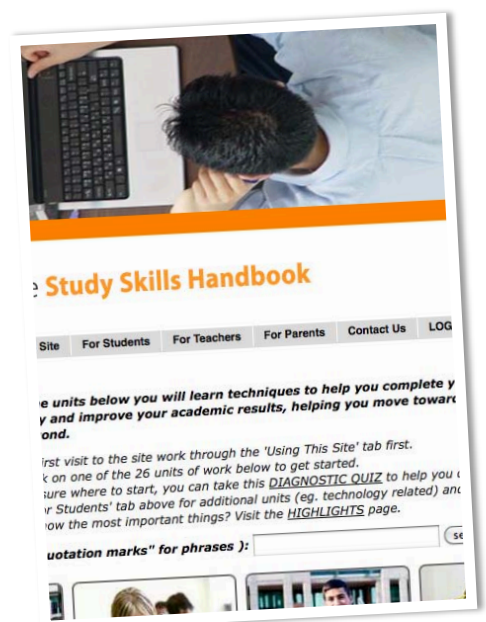 e Study Skills Handbook
Site For Students For Teachers For Parents Contact Us LOG
e units below you will learn techniques to help you complete y
y and improve your academic results, helping you move towar
ond.
irst visit to the site work through the 'Using This Site' tab first.
k on one of the 26 units of work below to get started.
sure where to start, you can take this DIAGNOSTIC QUIZ to help you
or Students' tab above for additional units (eg. technology related) and
ow the most important things? Visit the HIGHLIGHTS page.
uotation marks" for phrases ): se